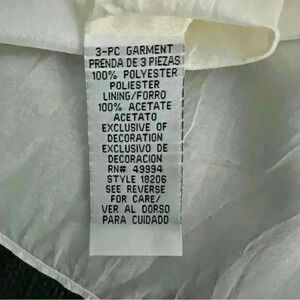 3-PC GARMENT
PRENDA DE 3 PIEZAS
100% POLYESTER
POLIESTER
LINING/FORRO
100% ACETATE
ACETATO
EXCLUSIVE OF
DECORATION
EXCLUSIVO DE
DECORACION
RN# 49994
STYLE 18206
SEE REVERSE
FOR CARE/
VER AL DORSO
PARA CUIDADO